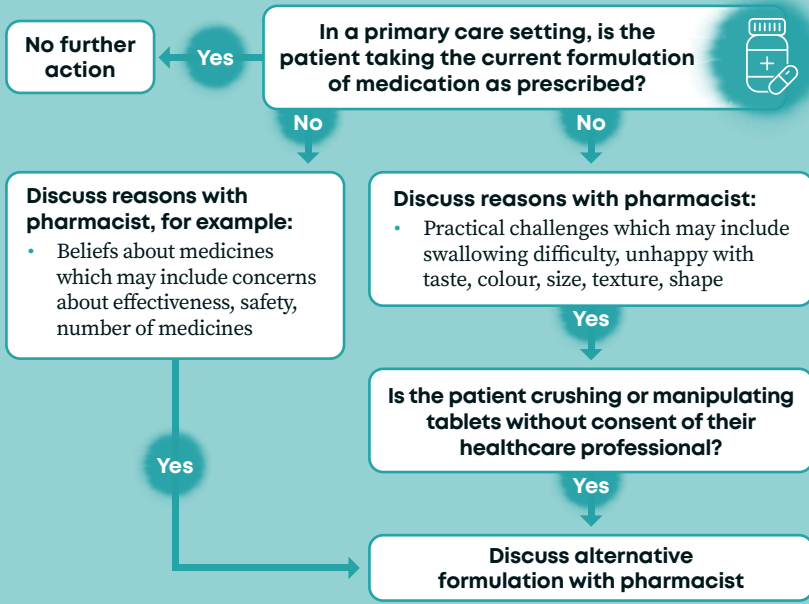 In a primary care setting, is the
patient taking the current formulation
of medication as prescribed?
Yes
No further
action
No
No
Discuss reasons with
pharmacist, for example:
• Beliefs about medicines
which may include concerns
about effectiveness, safety,
number of medicines
Discuss reasons with pharmacist:
• Practical challenges which may include
swallowing difficulty, unhappy with
taste, colour, size, texture, shape
Yes
Is the patient crushing or manipulating
tablets without consent of their
healthcare professional?
Yes
Yes
Discuss alternative
formulation with pharmacist